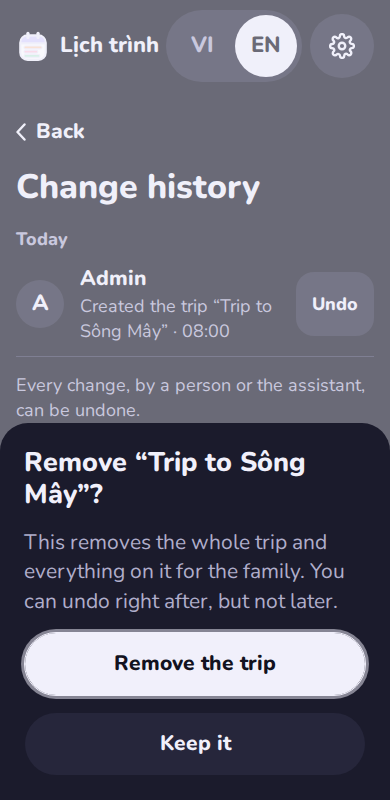 Lịch trình
VI
EN
Back
Change history
Today
A
Admin
Created the trip “Trip to
Sông Mây” · 08:00
Undo
Every change, by a person or the assistant,
can be undone.
Remove “Trip to Sông
Mây”?
This removes the whole trip and
everything on it for the family. You
can undo right after, but not later.
Remove the trip
Keep it